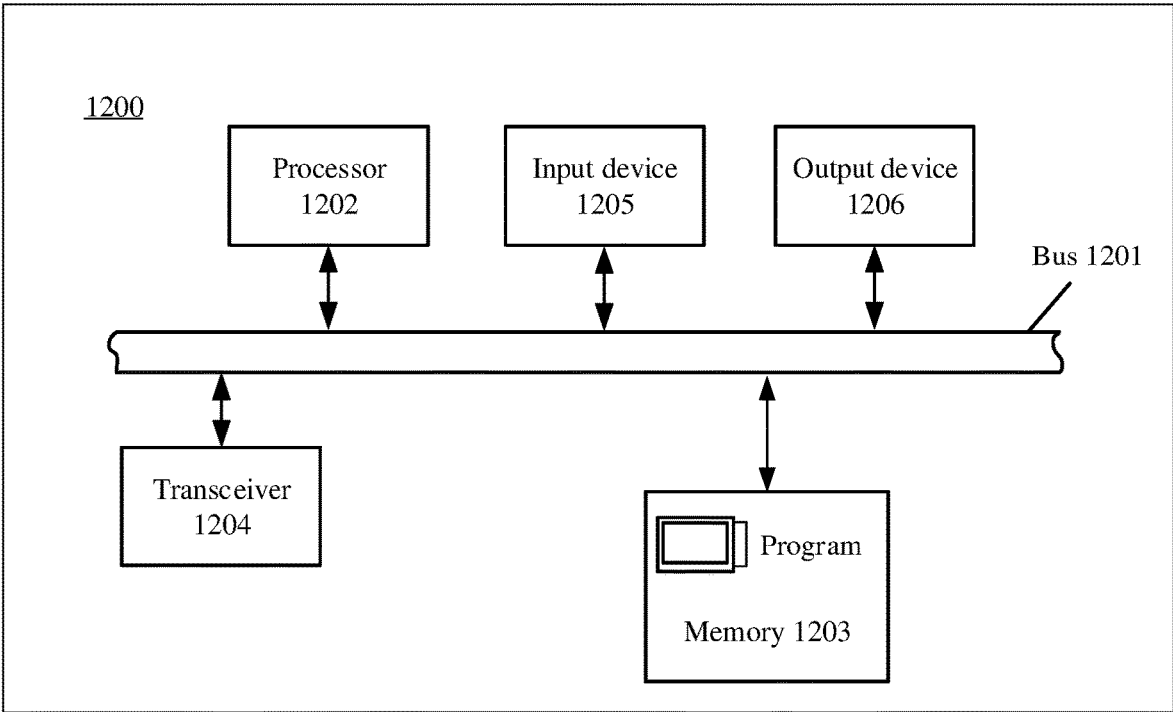 1200
Processor
1202
Input device
1205
Output device
1206
Bus 1201
Transceiver
1204
Program
Memory 1203